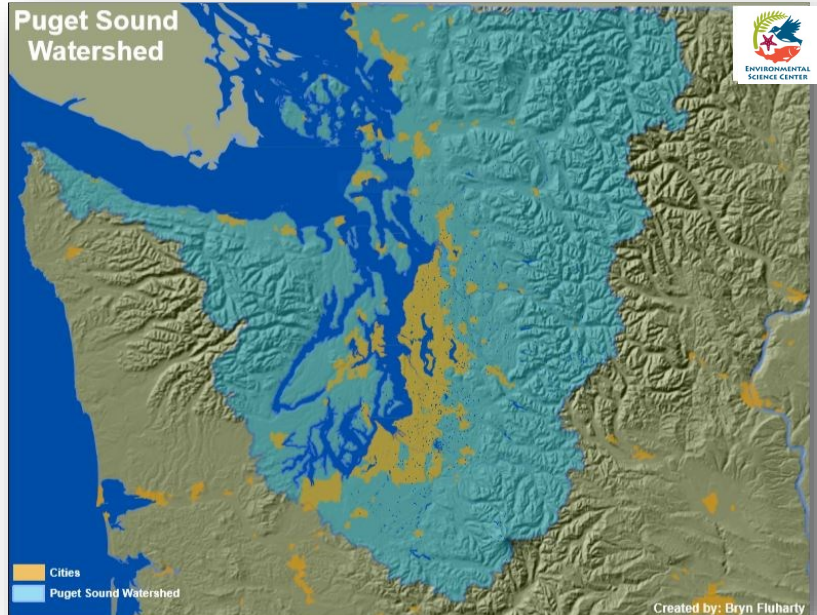 Puget Sound
Watershed
ENVIRONMENTAL
SCIENCE CENTER
Cities
Puget Sound Watershed
Created by: Bryn Fluharty